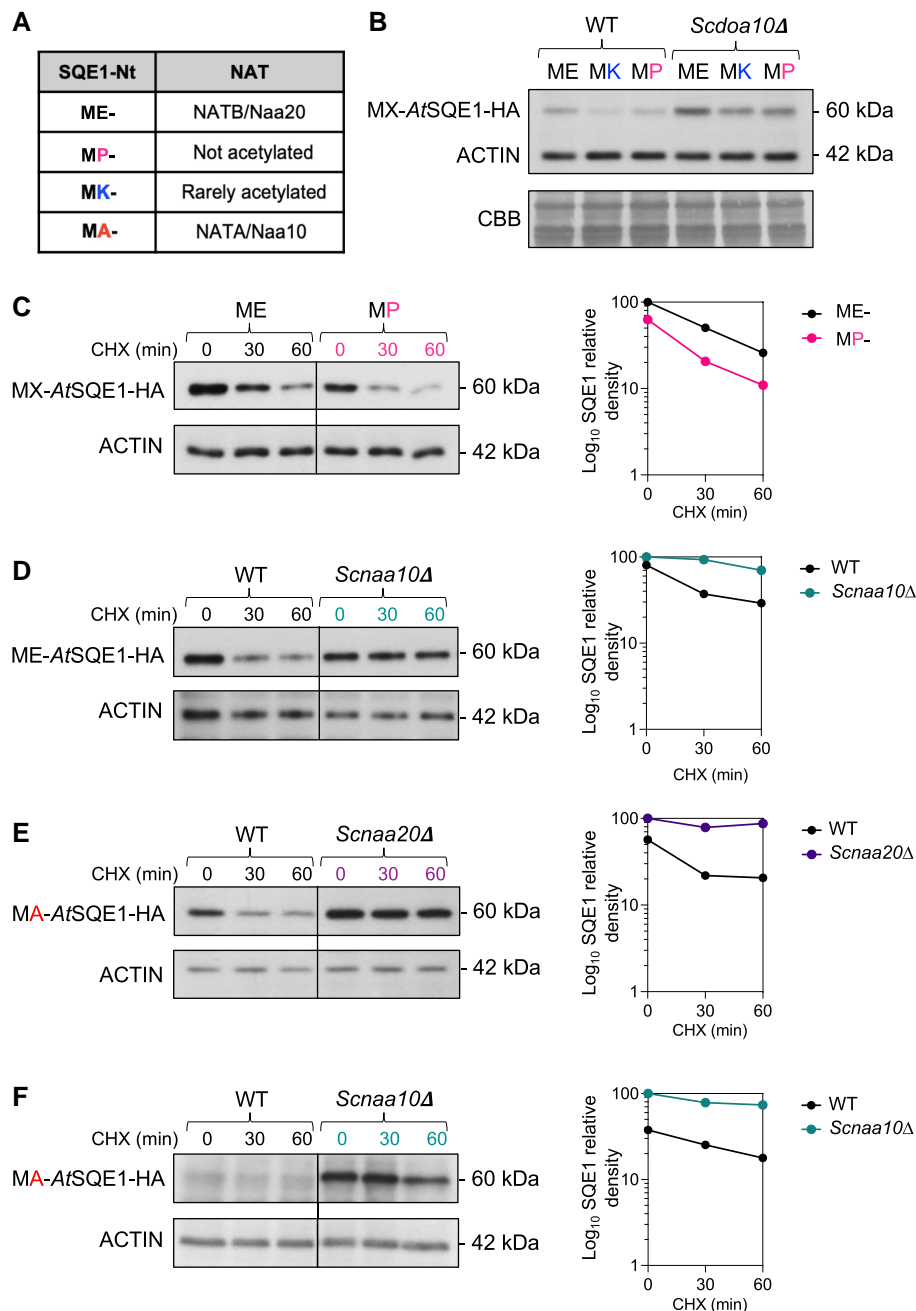 A
SQE1-Nt NAT
ME- NATB/Naa20
MP- Not acetylated
MK- Rarely acetylated
MA- NATA/Naa10
B
WT Scdoa10Δ
ME MK MP ME MK MP
MX-AtSQE1-HA - 60 kDa
ACTIN - 42 kDa
CBB
C
ME MP
CHX (min) 0 30 60 0 30 60
MX-AtSQE1-HA - 60 kDa
ACTIN - 42 kDa
Log10 SQE1 relative
density
100
10
1
0 30 60
CHX (min)
ME-
MP-
D
WT Scnaa10Δ
CHX (min) 0 30 60 0 30 60
ME-AtSQE1-HA - 60 kDa
ACTIN - 42 kDa
Log10 SQE1 relative
density
100
10
1
0 30 60
CHX (min)
WT
Scnaa10Δ
E
WT Scnaa20Δ
CHX (min) 0 30 60 0 30 60
MA-AtSQE1-HA - 60 kDa
ACTIN - 42 kDa
Log10 SQE1 relative
density
100
10
1
0 30 60
CHX (min)
WT
Scnaa20Δ
F
WT Scnaa10Δ
CHX (min) 0 30 60 0 30 60
MA-AtSQE1-HA - 60 kDa
ACTIN - 42 kDa
Log10 SQE1 relative
density
100
10
1
0 30 60
CHX (min)
WT
Scnaa10Δ